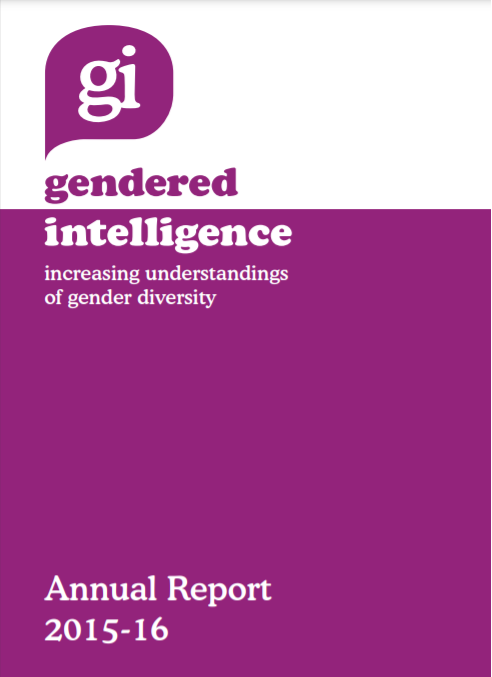 gi
gendered
intelligence
increasing understandings
of gender diversity
Annual Report
2015-16